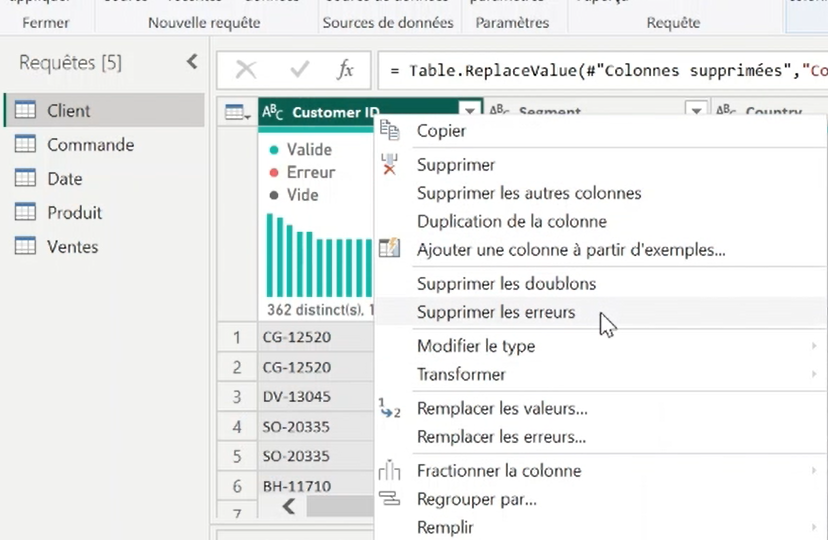 Fermer
Nouvelle requête
Sources de données
Paramètres
Requête
Requêtes [5]
fx
= Table.ReplaceValue(#"Colonnes supprimées","Co
Client
Commande
Date
Produit
Ventes
ABC Customer ID
ABC Segment
ABC Country
Valide
Erreur
Vide
362 distinct(s), 1
1 CG-12520
2 CG-12520
3 DV-13045
4 SO-20335
5 SO-20335
6 BH-11710
7
Copier
Supprimer
Supprimer les autres colonnes
Duplication de la colonne
Ajouter une colonne à partir d'exemples...
Supprimer les doublons
Supprimer les erreurs
Modifier le type
Transformer
Remplacer les valeurs...
Remplacer les erreurs...
Fractionner la colonne
Regrouper par...
Remplir